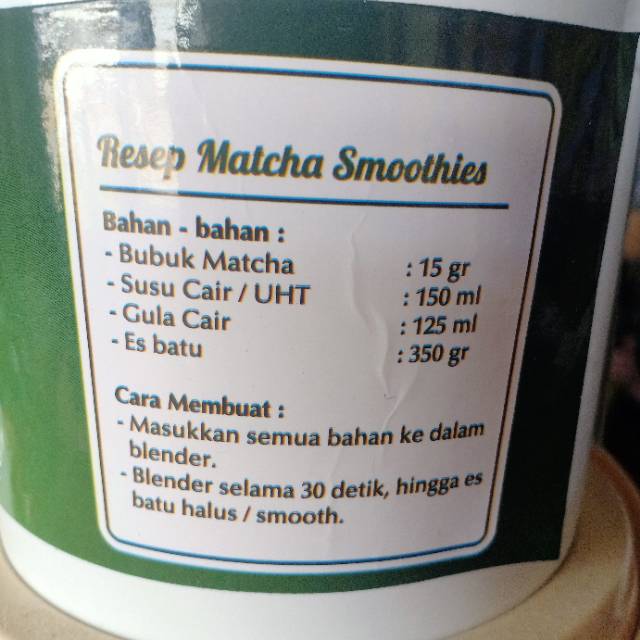 Resep Matcha Smoothies
Bahan - bahan :
- Bubuk Matcha : 15 gr
- Susu Cair / UHT : 150 ml
- Gula Cair : 125 ml
- Es batu : 350 gr
Cara Membuat :
- Masukkan semua bahan ke dalam
blender.
- Blender selama 30 detik, hingga es
batu halus / smooth.